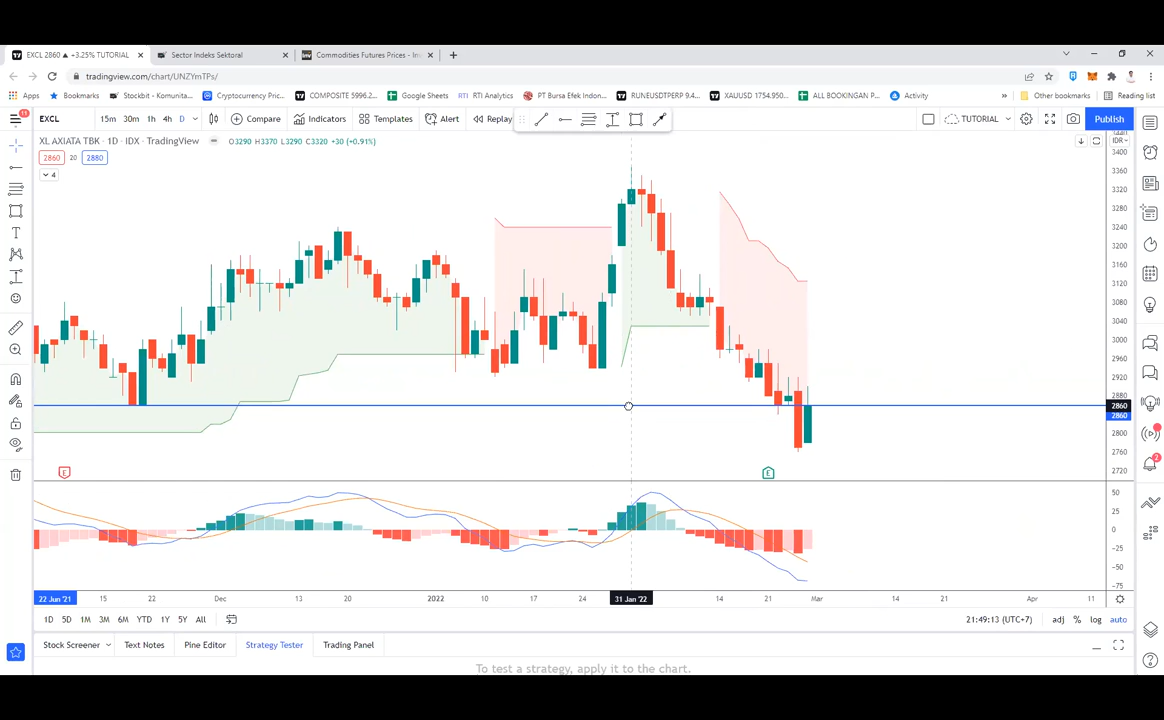 EXCL 2860 ▲ +3.25% TUTORIAL
Sector Indeks Sektoral
Commodities Futures Prices - Inv
tradingview.com/chart/UNZYmTPs/
Apps
Bookmarks
Stockbit - Komunita...
Cryptocurrency Pric...
COMPOSITE 5996.2...
Google Sheets
RTI Analytics
PT Bursa Efek Indon...
RUNEUSDTPERP 9.4...
XAUUSD 1754.950...
ALL BOOKINGAN P...
Activity
»
Other bookmarks
Reading list
11
EXCL
15m 30m 1h 4h D
Compare
Indicators
Templates
Alert
Replay
TUTORIAL
Publish
XL AXIATA TBK · 1D · IDX · TradingView
O3290 H3370 L3290 C3320 +30 (+0.91%)
IDR
2860 20 2880
4
3400
3360
3320
3280
3240
3200
3160
3120
3080
3040
3000
2960
2920
2880
2860
2860
2800
2760
2720
E
E
2
50
25
0
−25
−50
−75
22 Jun '21 15 22 Dec 13 20 2022 10 17 24 31 Jan '22 14 21 Mar 14 21 Apr 11
1D 5D 1M 3M 6M YTD 1Y 5Y All
21:49:13 (UTC+7)
adj % log auto
Stock Screener
Text Notes
Pine Editor
Strategy Tester
Trading Panel
To test a strategy, apply it to the chart.